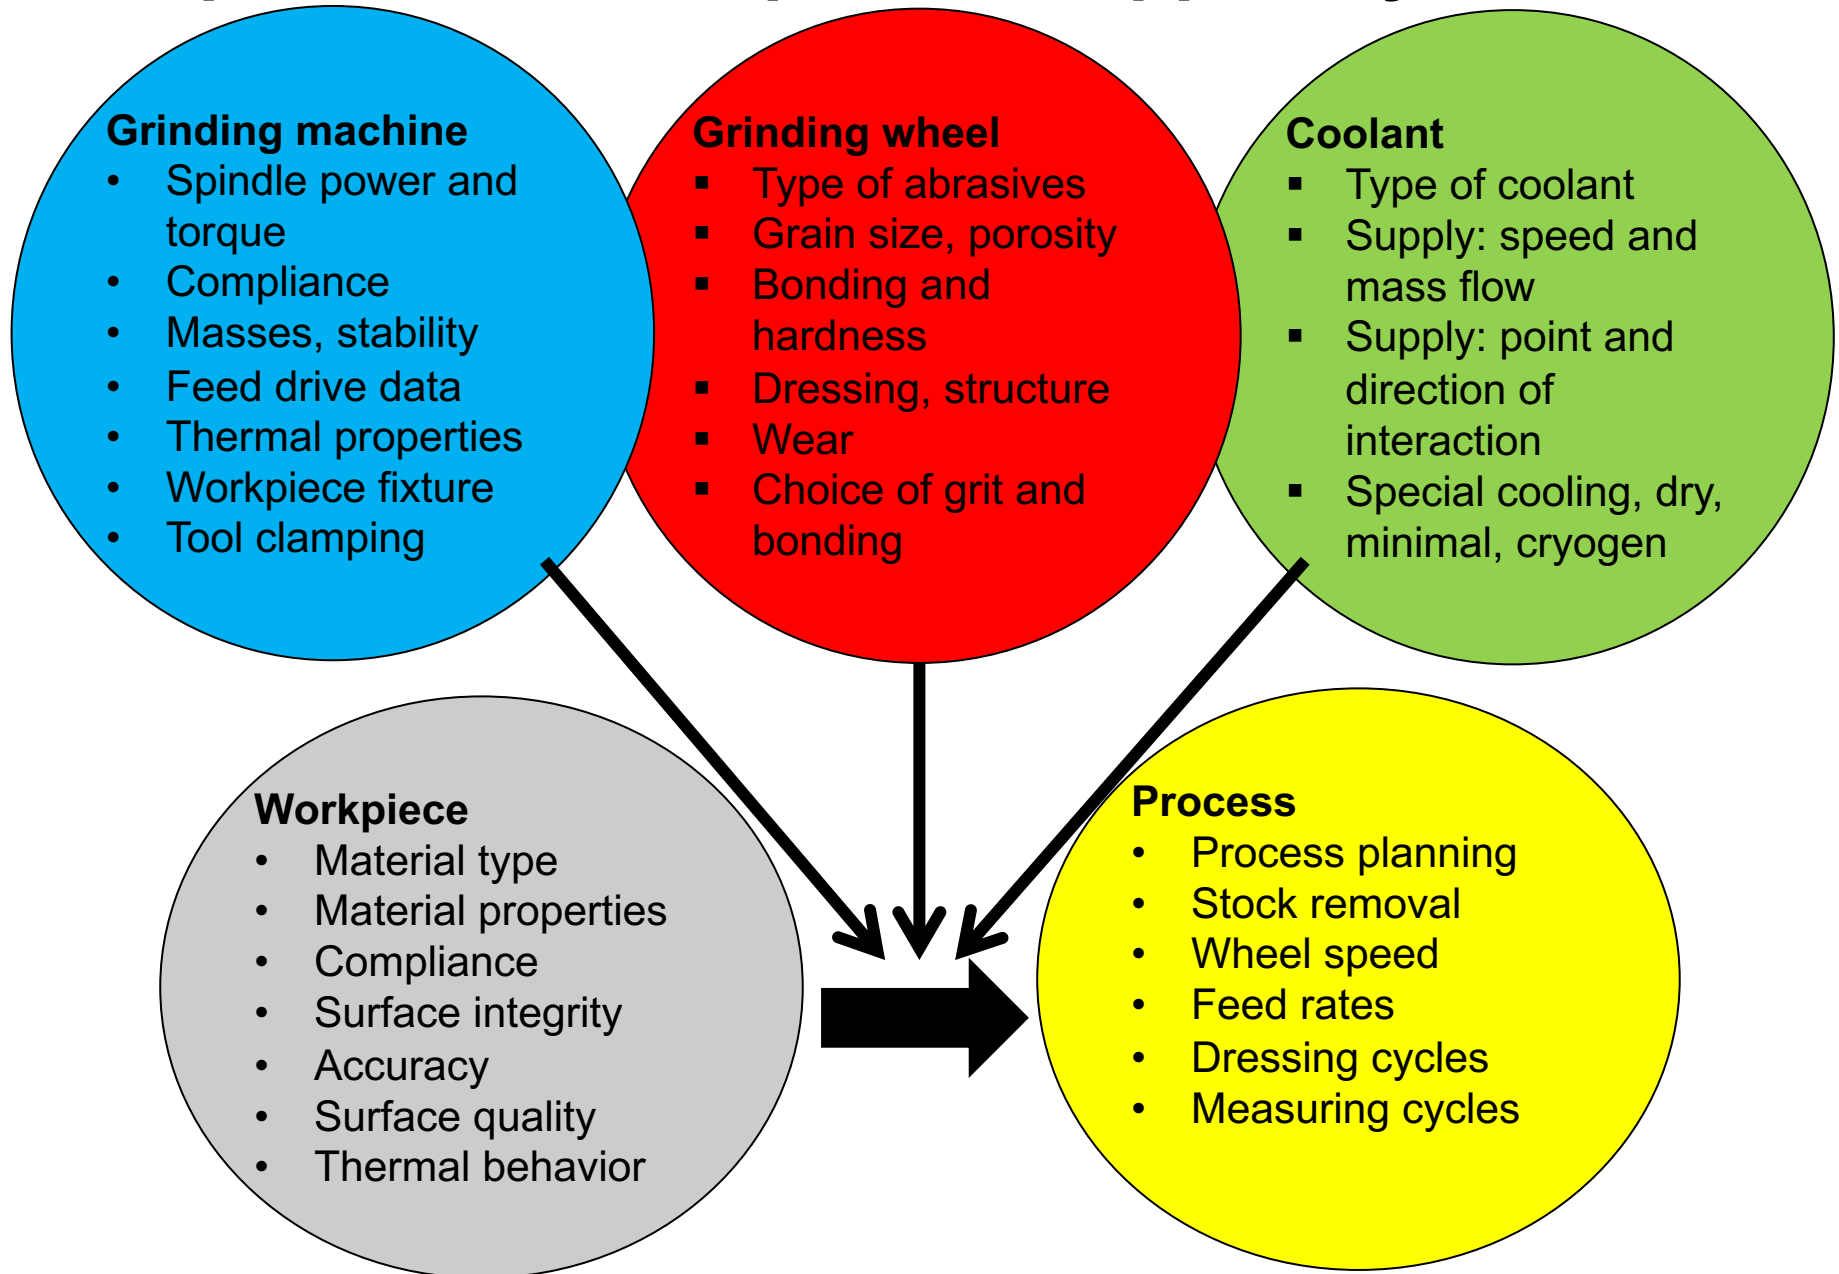 Grinding machine
• Spindle power and
torque
• Compliance
• Masses, stability
• Feed drive data
• Thermal properties
• Workpiece fixture
• Tool clamping
Grinding wheel
▪ Type of abrasives
▪ Grain size, porosity
▪ Bonding and
hardness
▪ Dressing, structure
▪ Wear
▪ Choice of grit and
bonding
Coolant
▪ Type of coolant
▪ Supply: speed and
mass flow
▪ Supply: point and
direction of
interaction
▪ Special cooling, dry,
minimal, cryogen
Workpiece
• Material type
• Material properties
• Compliance
• Surface integrity
• Accuracy
• Surface quality
• Thermal behavior
Process
• Process planning
• Stock removal
• Wheel speed
• Feed rates
• Dressing cycles
• Measuring cycles